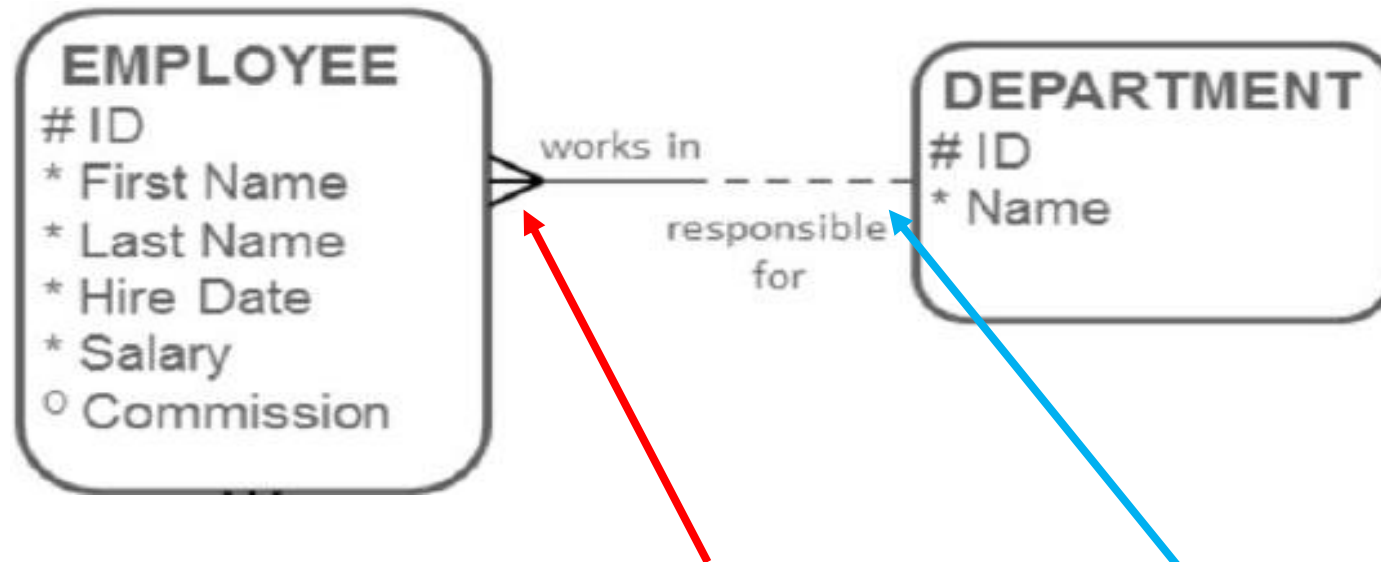 EMPLOYEE
# ID
* First Name
* Last Name
* Hire Date
* Salary
o Commission
works in
responsible
for
DEPARTMENT
# ID
* Name